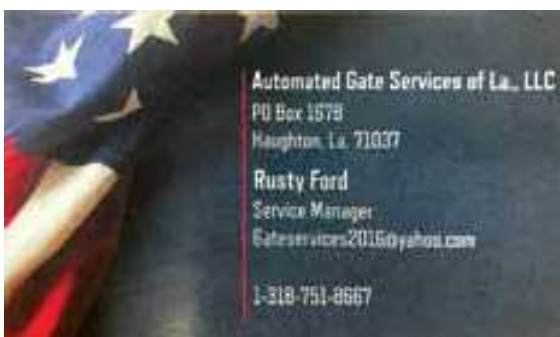 Automated Gate Services of La., LLC
PO Box 1678
Haughton, La. 71037
Rusty Ford
Service Manager
Gateservices2016@yahoo.com
1-318-751-8667